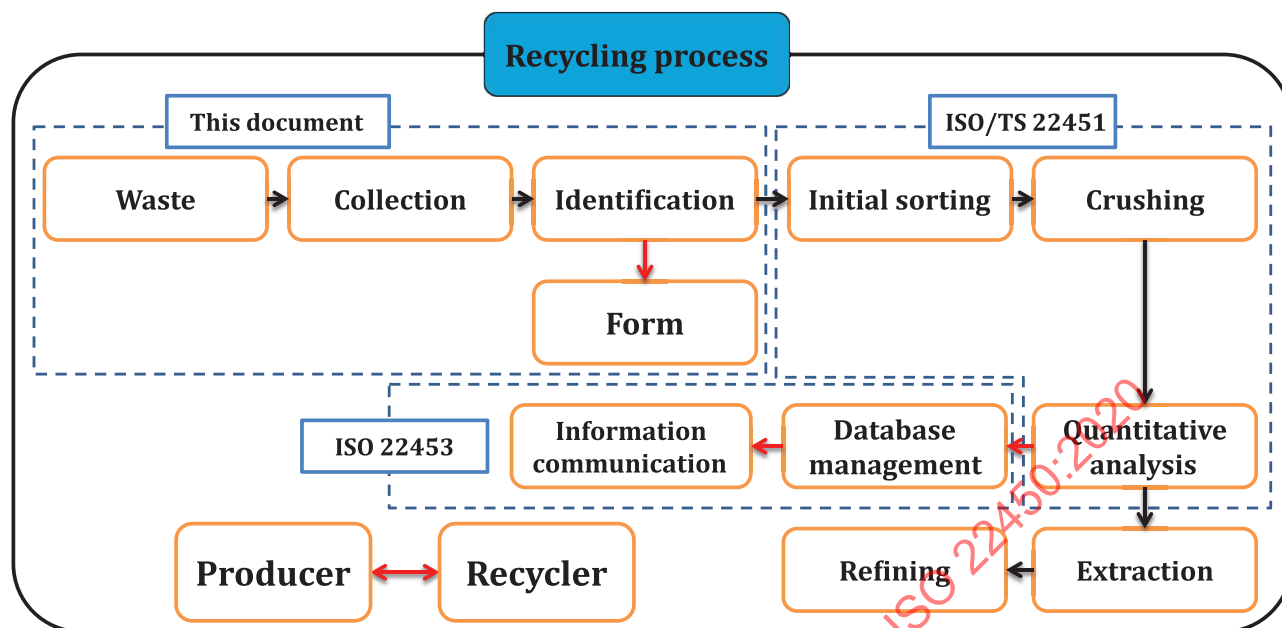 Recycling process
This document
ISO/TS 22451
Waste
Collection
Identification
Initial sorting
Crushing
Form
ISO 22453
Information
communication
Database
management
Quantitative
analysis
Producer
Recycler
Refining
Extraction
ISO 22450:2020